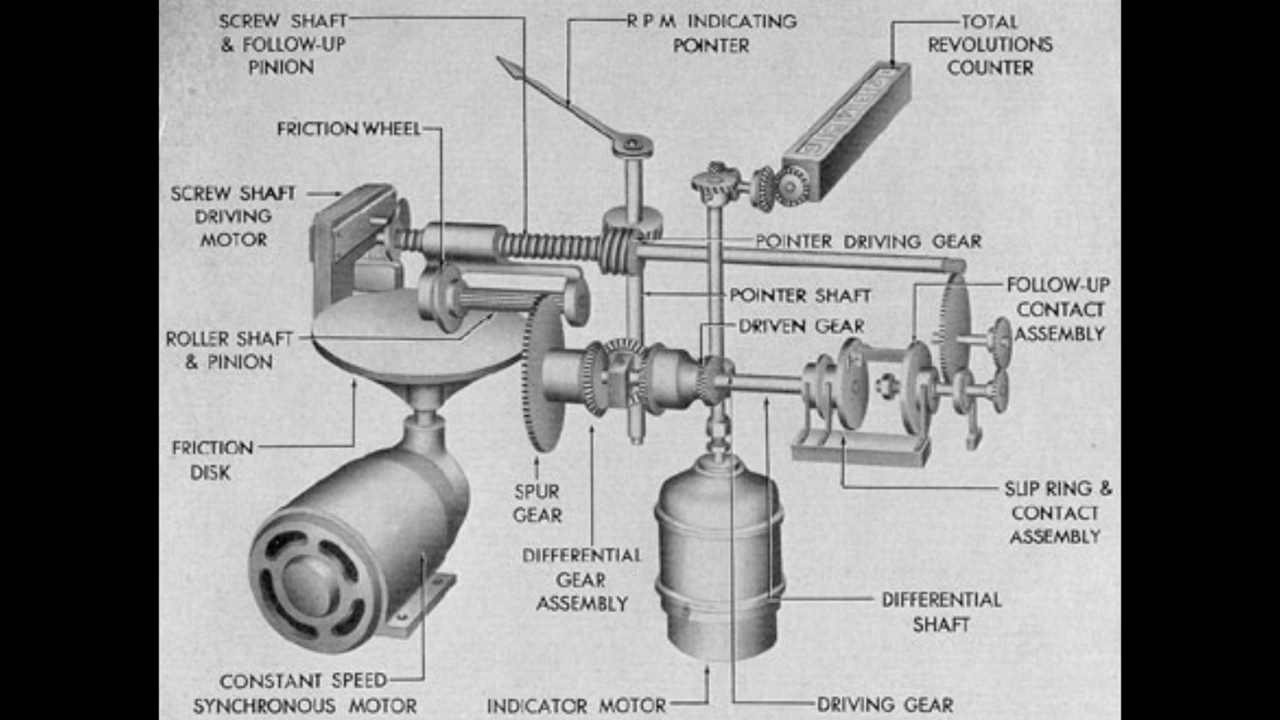 SCREW SHAFT
& FOLLOW-UP
PINION
R P M INDICATING
POINTER
TOTAL
REVOLUTIONS
COUNTER
FRICTION WHEEL
SCREW SHAFT
DRIVING
MOTOR
POINTER DRIVING GEAR
FOLLOW-UP
CONTACT
ASSEMBLY
POINTER SHAFT
DRIVEN GEAR
ROLLER SHAFT
& PINION
FRICTION
DISK
SPUR
GEAR
SLIP RING &
CONTACT
ASSEMBLY
DIFFERENTIAL
GEAR
ASSEMBLY
DIFFERENTIAL
SHAFT
CONSTANT SPEED
SYNCHRONOUS MOTOR
INDICATOR MOTOR
DRIVING GEAR